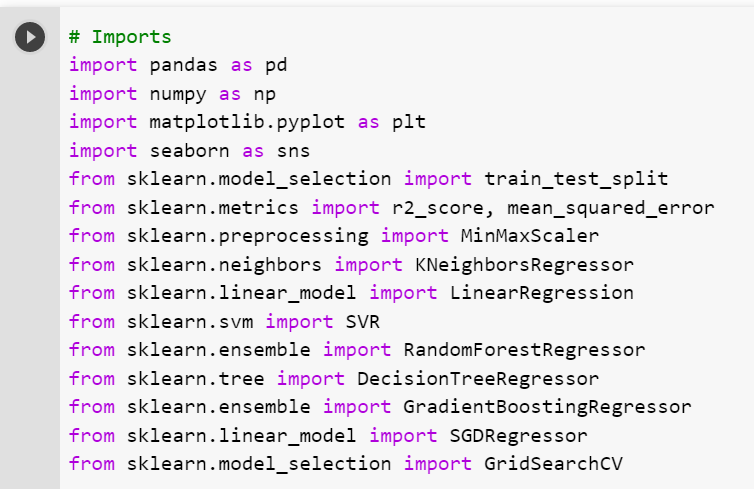 # Imports
import pandas as pd
import numpy as np
import matplotlib.pyplot as plt
import seaborn as sns
from sklearn.model_selection import train_test_split
from sklearn.metrics import r2_score, mean_squared_error
from sklearn.preprocessing import MinMaxScaler
from sklearn.neighbors import KNeighborsRegressor
from sklearn.linear_model import LinearRegression
from sklearn.svm import SVR
from sklearn.ensemble import RandomForestRegressor
from sklearn.tree import DecisionTreeRegressor
from sklearn.ensemble import GradientBoostingRegressor
from sklearn.linear_model import SGDRegressor
from sklearn.model_selection import GridSearchCV